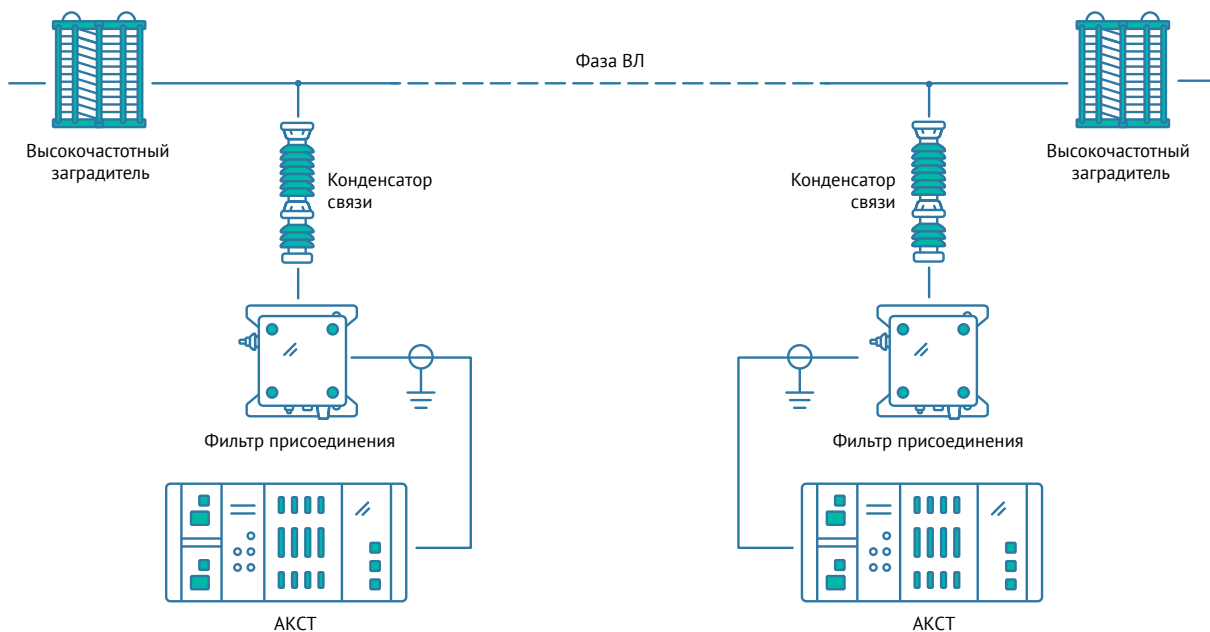 Фаза ВЛ
Высокочастотный
заградитель
Конденсатор
связи
Конденсатор
связи
Высокочастотный
заградитель
Фильтр присоединения
Фильтр присоединения
АКСТ
АКСТ